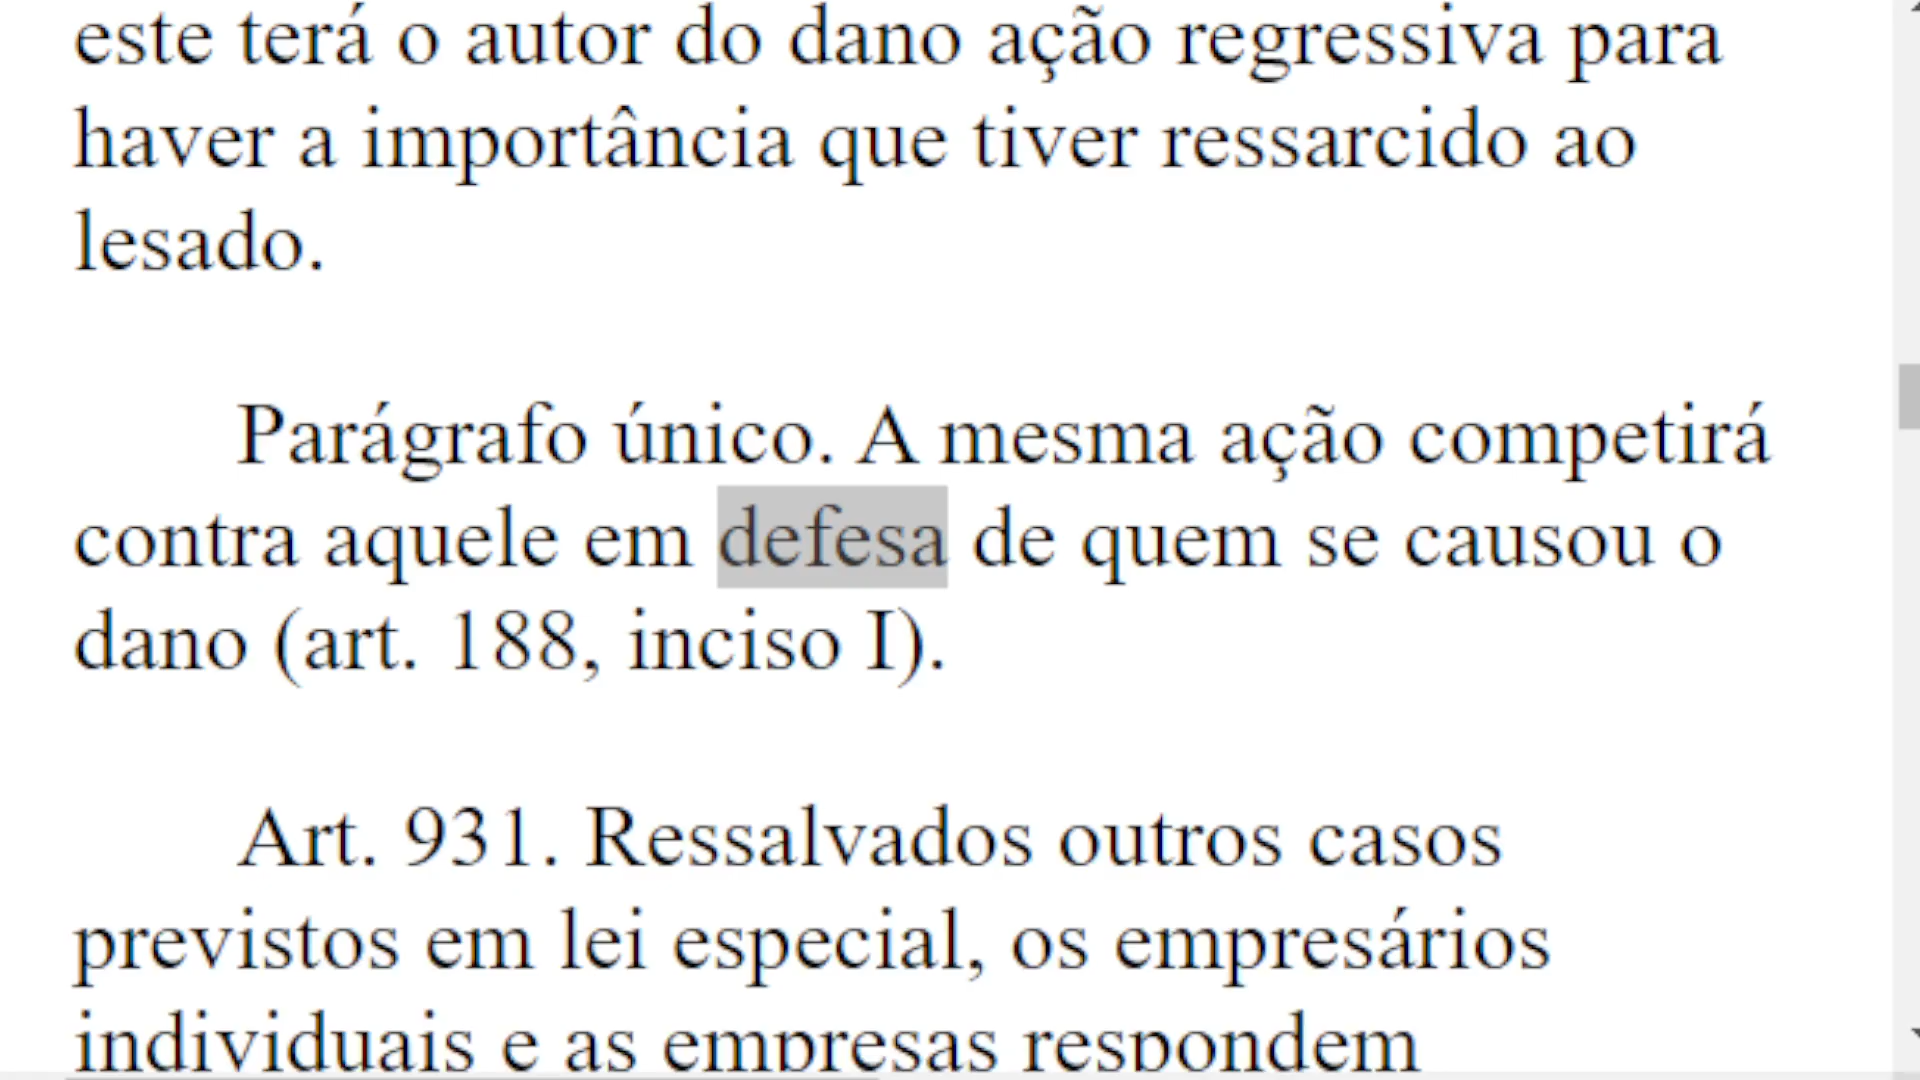 este terá o autor do dano ação regressiva para
haver a importância que tiver ressarcido ao
lesado.
Parágrafo único. A mesma ação competirá
contra aquele em defesa de quem se causou o
dano (art. 188, inciso I).
Art. 931. Ressalvados outros casos
previstos em lei especial, os empresários
individuais e as empresas respondem